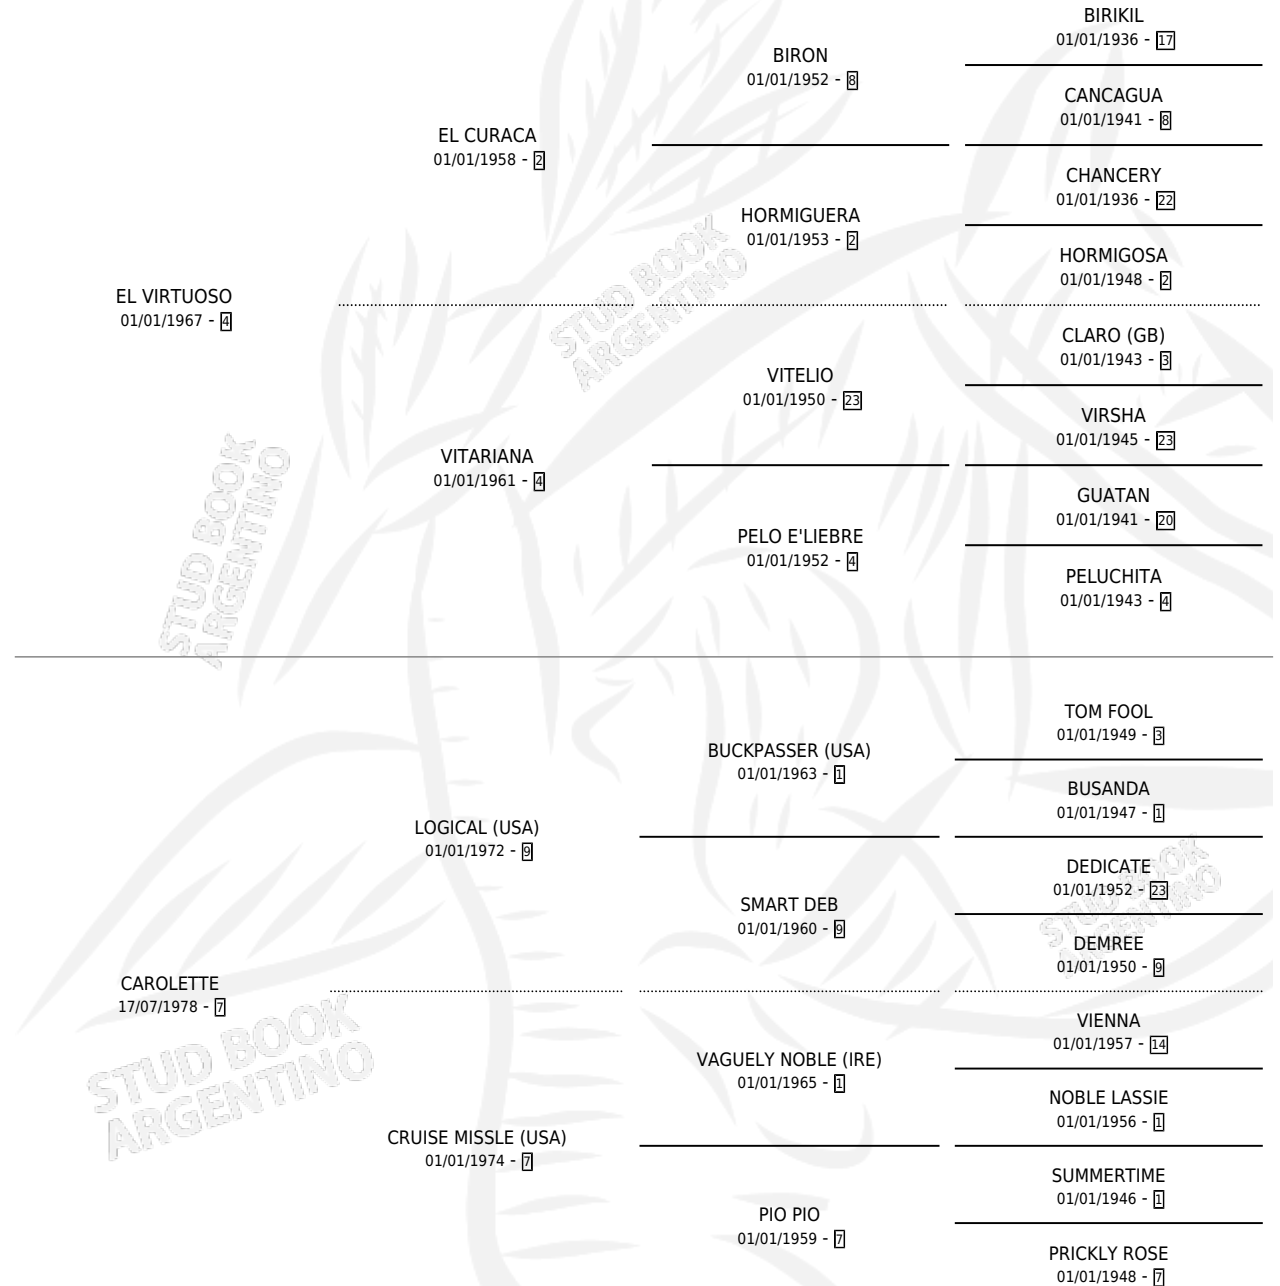 BIRIKIL
01/01/1936 - 17
BIRON
01/01/1952 - 8
CANCAGUA
01/01/1941 - 8
EL CURACA
01/01/1958 - 2
CHANCERY
01/01/1936 - 22
HORMIGUERA
01/01/1953 - 2
HORMIGOSA
01/01/1948 - 2
EL VIRTUOSO
01/01/1967 - 4
CLARO (GB)
01/01/1943 - 3
VITELIO
01/01/1950 - 23
VIRSHA
01/01/1945 - 23
VITARIANA
01/01/1961 - 4
GUATAN
01/01/1941 - 20
PELO E'LIEBRE
01/01/1952 - 4
PELUCHITA
01/01/1943 - 4
TOM FOOL
01/01/1949 - 3
BUCKPASSER (USA)
01/01/1963 - 1
BUSANDA
01/01/1947 - 1
LOGICAL (USA)
01/01/1972 - 9
DEDICATE
01/01/1952 - 23
SMART DEB
01/01/1960 - 9
DEMREE
01/01/1950 - 9
CAROLETTE
17/07/1978 - 7
VIENNA
01/01/1957 - 14
VAGUELY NOBLE (IRE)
01/01/1965 - 1
NOBLE LASSIE
01/01/1956 - 1
CRUISE MISSLE (USA)
01/01/1974 - 7
SUMMERTIME
01/01/1946 - 1
PIO PIO
01/01/1959 - 7
PRICKLY ROSE
01/01/1948 - 7
STUD BOOK
ARGENTINO
STUD BOOK
ARGENTINO
STUD BOOK
ARGENTINO
STUD BOOK
ARGENTINO